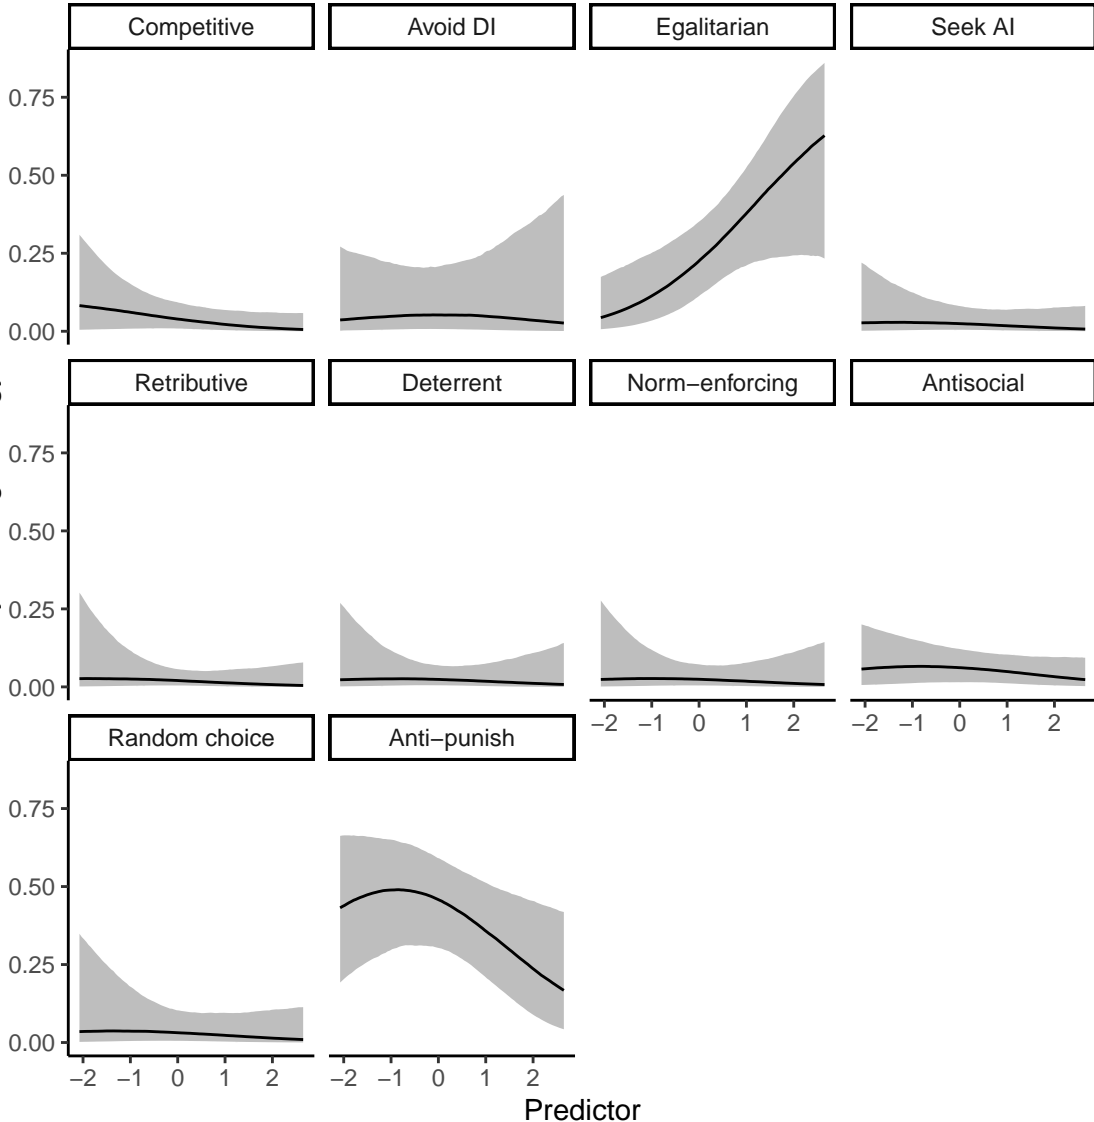 Competitive Avoid DI Egalitarian Seek AI
0.75
0.50
0.25
0.00
Retributive Deterrent Norm−enforcing Antisocial
0.75
0.50
0.25
0.00
−2 −1 0 1 2 −2 −1 0 1 2
Random choice Anti−punish
0.75
0.50
0.25
0.00
−2 −1 0 1 2 −2 −1 0 1 2
Predictor